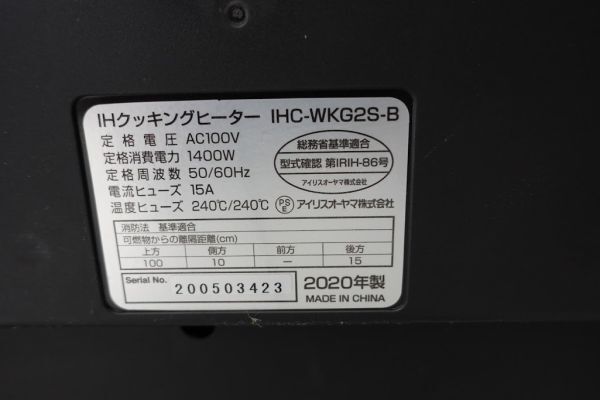 IHクッキングヒーター IHC-WKG2S-B
定格電圧 AC100V
定格消費電力 1400W
定格周波数 50/60Hz
電流ヒューズ 15A
温度ヒューズ 240℃/240℃
総務省基準適合
型式確認 第IRIH-86号
アイリスオーヤマ株式会社
PS E アイリスオーヤマ株式会社
消防法 基準適合
可燃物からの離隔距離(cm)
上方 側方 前方 後方
100 10 ー 15
Serial No. 200503423
2020年製
MADE IN CHINA